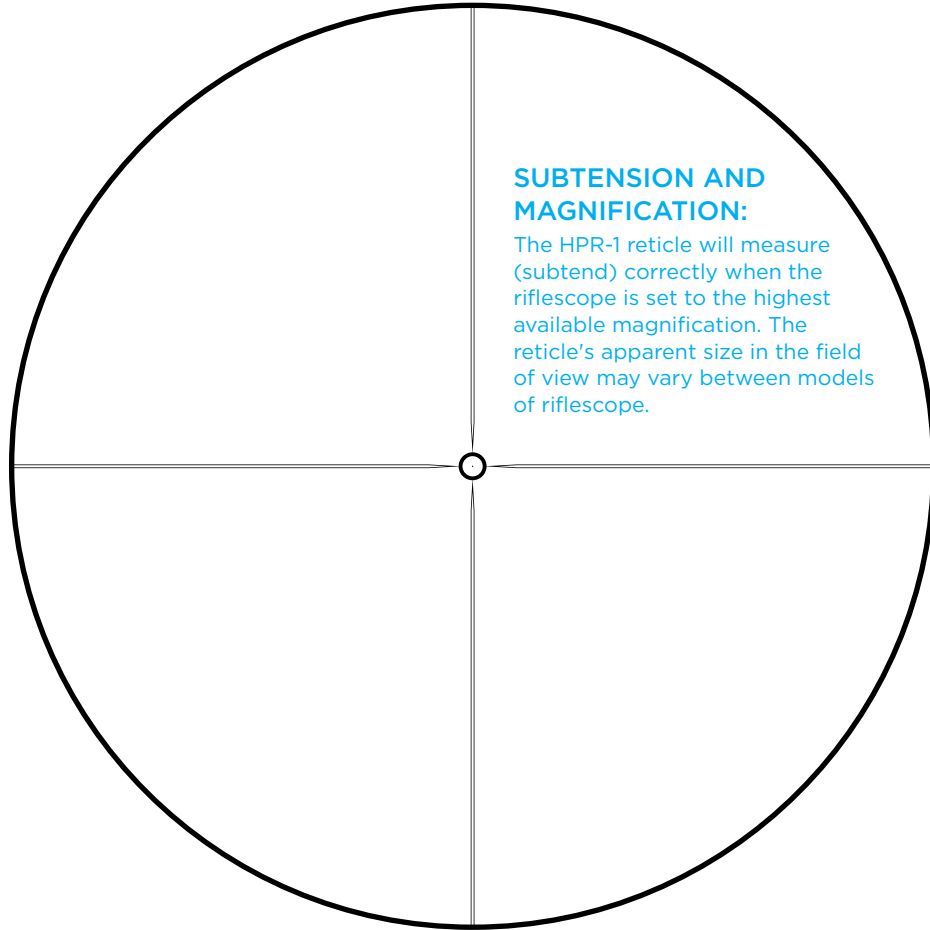 SUBTENSION AND
MAGNIFICATION:
The HPR-1 reticle will measure
(subtend) correctly when the
riflescope is set to the highest
available magnification. The
reticle's apparent size in the field
of view may vary between models
of riflescope.